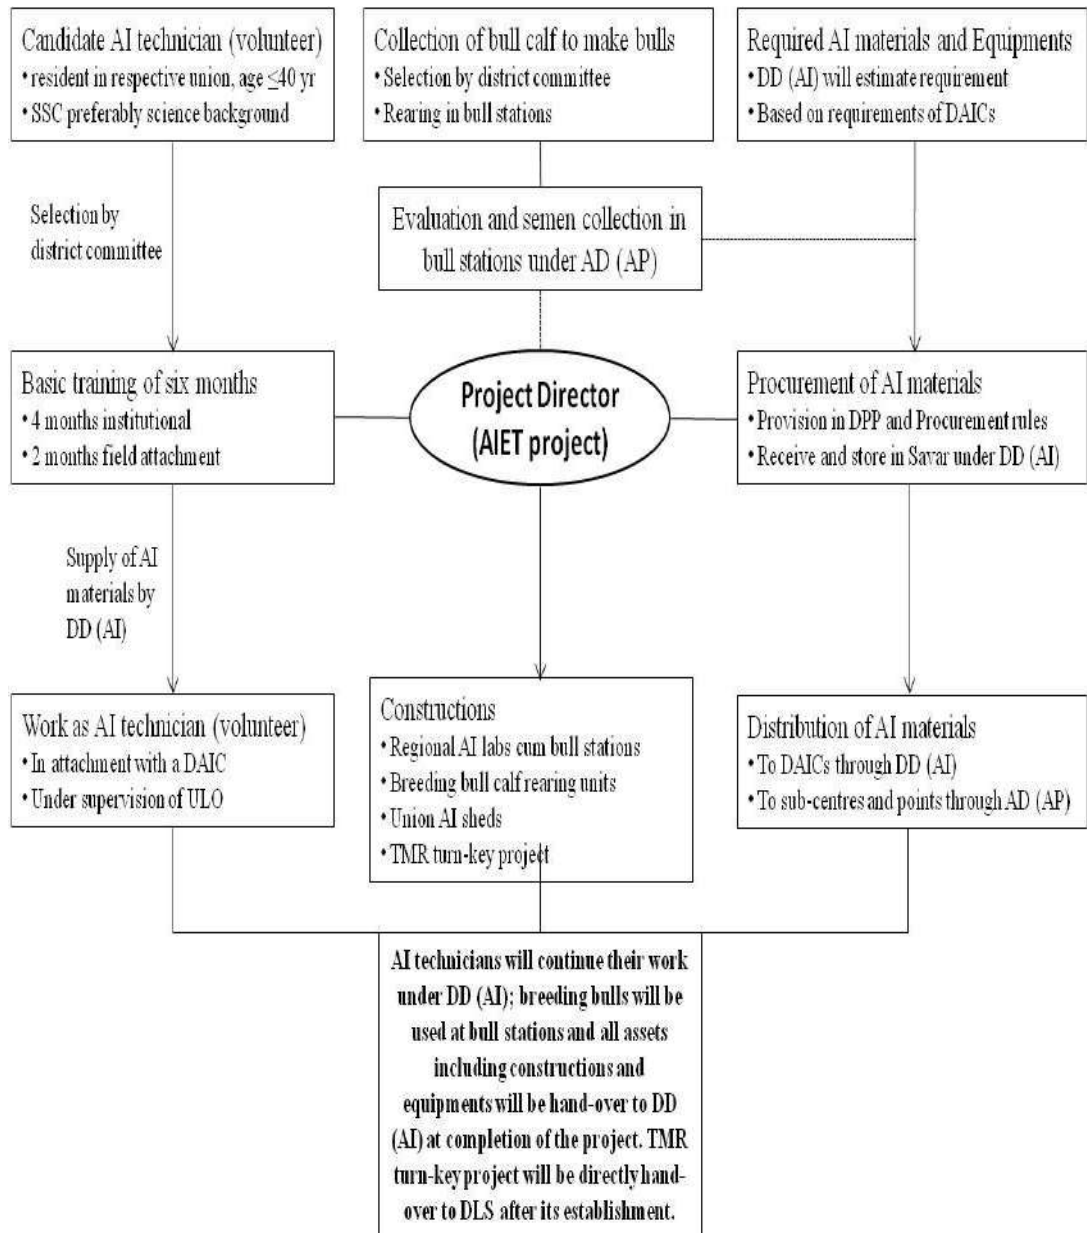 Candidate AI technician (volunteer)
• resident in respective union, age ≤40 yr
• SSC preferably science background
Collection of bull calf to make bulls
• Selection by district committee
• Rearing in bull stations
Required AI materials and Equipments
• DD (AI) will estimate requirement
• Based on requirements of DAICs
Selection by
district committee
Evaluation and semen collection in
bull stations under AD (AP)
Basic training of six months
• 4 months institutional
• 2 months field attachment
Project Director
(AIET project)
Procurement of AI materials
• Provision in DPP and Procurement rules
• Receive and store in Savar under DD (AI)
Supply of AI
materials by
DD (AI)
Work as AI technician (volunteer)
• In attachment with a DAIC
• Under supervision of ULO
Constructions
• Regional AI labs cum bull stations
• Breeding bull calf rearing units
• Union AI sheds
• TMR turn-key project
Distribution of AI materials
• To DAICs through DD (AI)
• To sub-centres and points through AD (AP)
AI technicians will continue their work
under DD (AI); breeding bulls will be
used at bull stations and all assets
including constructions and
equipments will be hand-over to DD
(AI) at completion of the project. TMR
turn-key project will be directly hand-
over to DLS after its establishment.